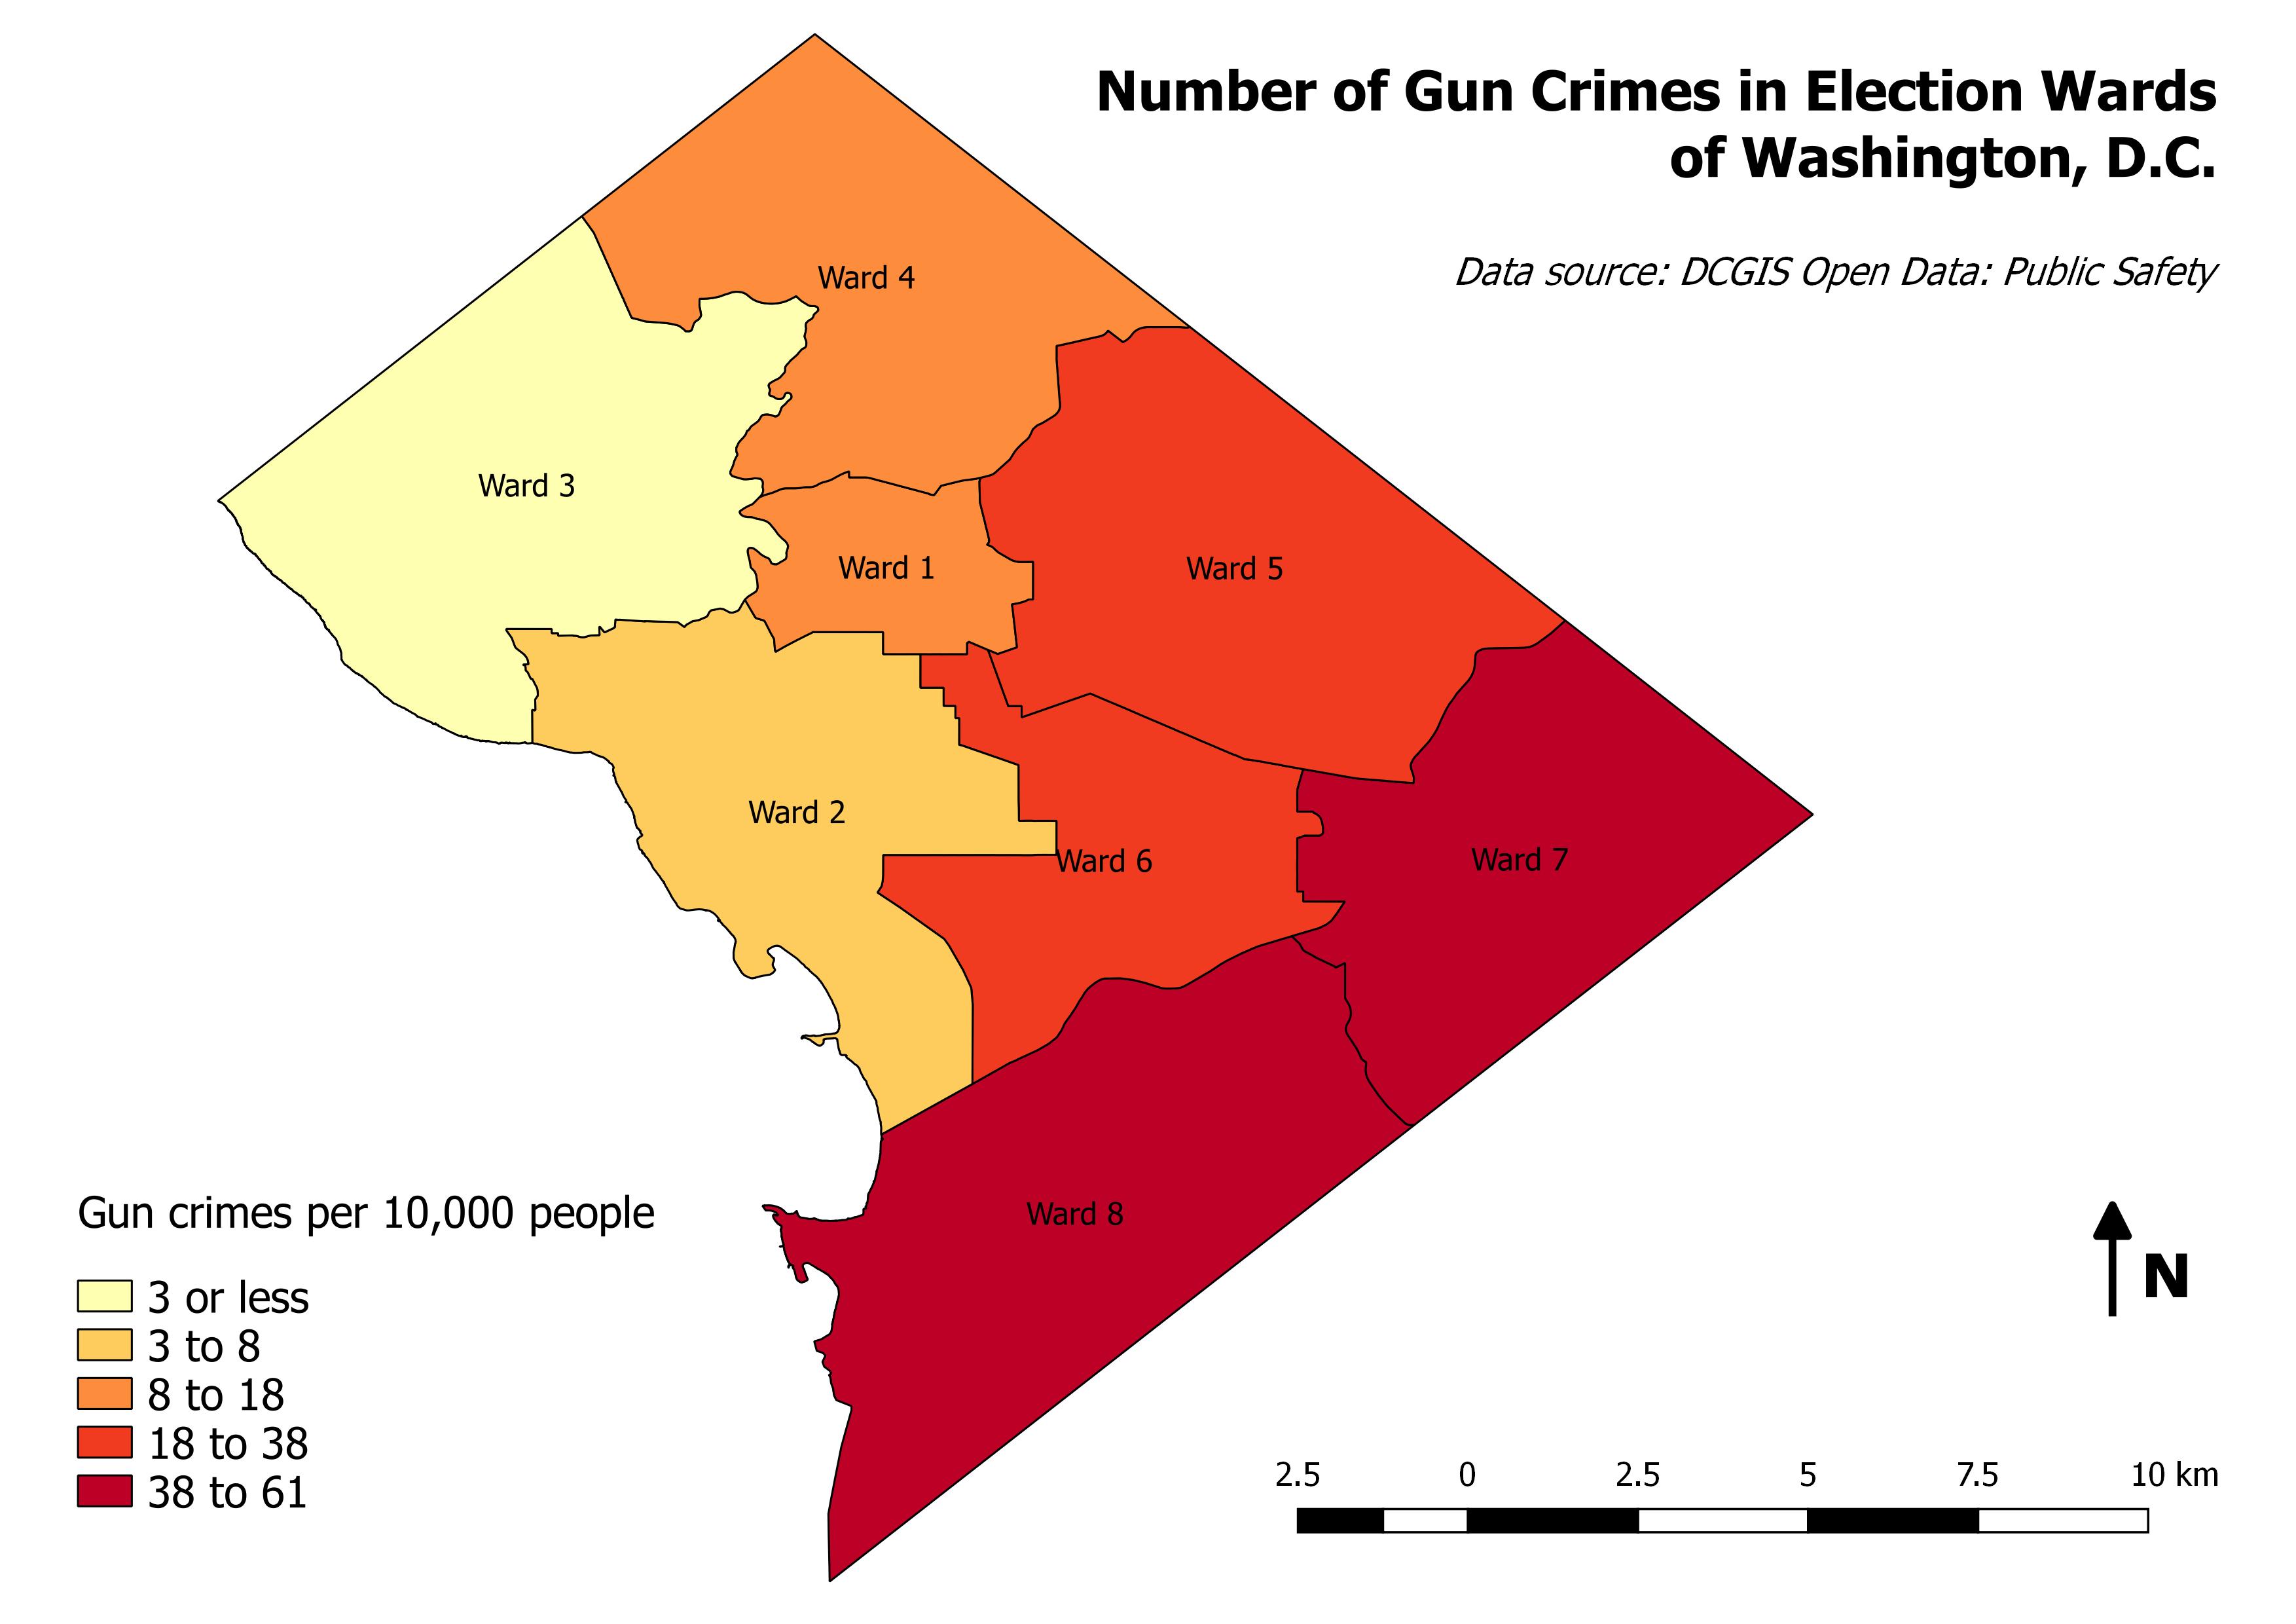 Number of Gun Crimes in Election Wards
of Washington, D.C.
Data source: DCGIS Open Data: Public Safety
Ward 4
Ward 3
Ward 1
Ward 5
Ward 2
Ward 6
Ward 7
Ward 8
Gun crimes per 10,000 people
3 or less
3 to 8
8 to 18
18 to 38
38 to 61
N
2.5 0 2.5 5 7.5 10 km